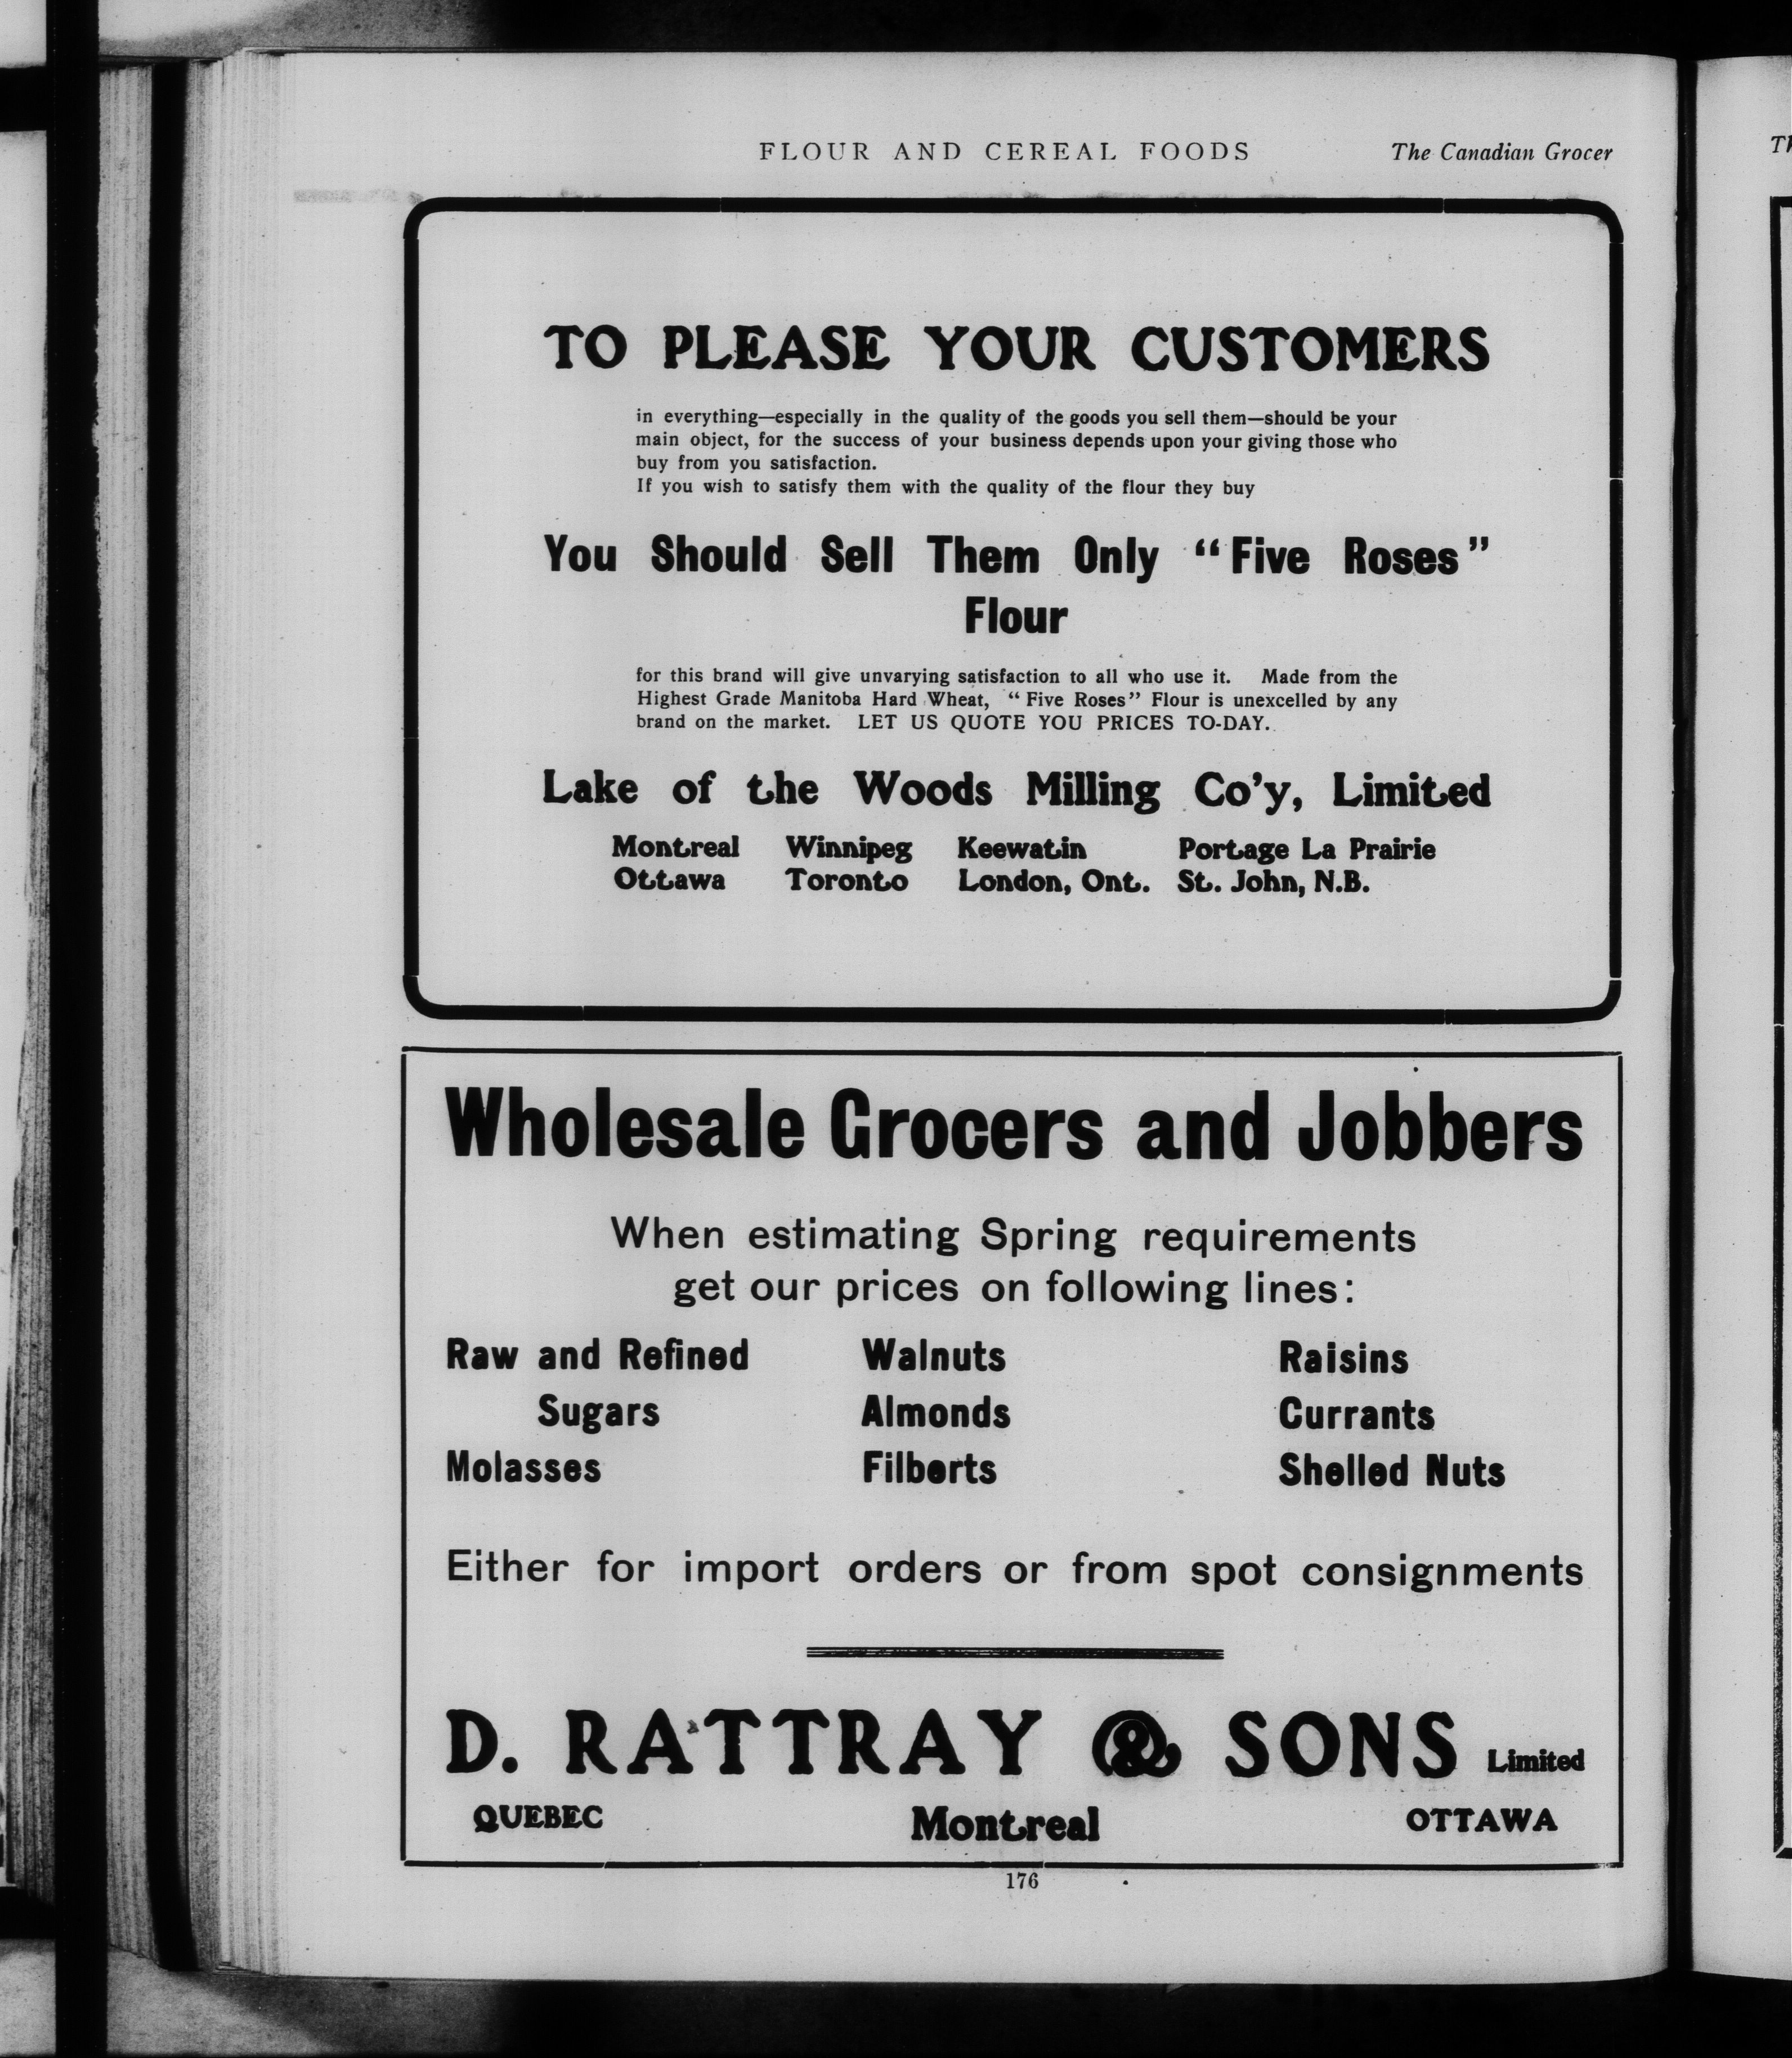 FLOUR AND CEREAL FOODS The Canadian Grocer
TO PLEASE YOUR CUSTOMERS
in everything—especially in the quality of the goods you sell them—should be your
main object, for the success of your business depends upon your giving those who
buy from you satisfaction.
If you wish to satisfy them with the quality of the flour they buy
You Should Sell Them Only "Five Roses"
Flour
for this brand will give unvarying satisfaction to all who use it. Made from the
Highest Grade Manitoba Hard Wheat, "Five Roses" Flour is unexcelled by any
brand on the market. LET US QUOTE YOU PRICES TO-DAY.
Lake of the Woods Milling Co'y, Limited
Montreal Winnipeg Keewatin Portage La Prairie
Ottawa Toronto London, Ont. St. John, N.B.
Wholesale Grocers and Jobbers
When estimating Spring requirements
get our prices on following lines:
Raw and Refined Walnuts Raisins
Sugars Almonds Currants
Molasses Filberts Shelled Nuts
Either for import orders or from spot consignments
D. RATTRAY & SONS Limited
QUEBEC Montreal OTTAWA
176